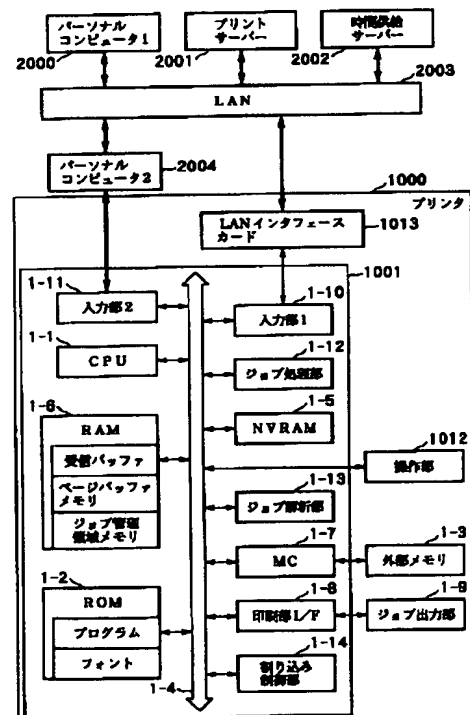 パーソナル
コンピュータ1
2000
プリント
サーバー
2001
時間供給
サーバー
2002
2003
LAN
パーソナル
コンピュータ2
2004
1000
プリンタ
LANインタフェース
カード
1013
1001
1-11
入力部2
1-10
入力部1
1-1
CPU
1-12
ジョブ処理部
1-6
RAM
受信バッファ
ページバッファ
メモリ
ジョブ管理
領域メモリ
1-5
NVRAM
1012
操作部
1-13
ジョブ解析部
1-7
MC
1-3
外部メモリ
1-2
ROM
プログラム
フォント
1-8
印刷部I/F
1-9
ジョブ出力部
1-14
割り込み
制御部
1-4